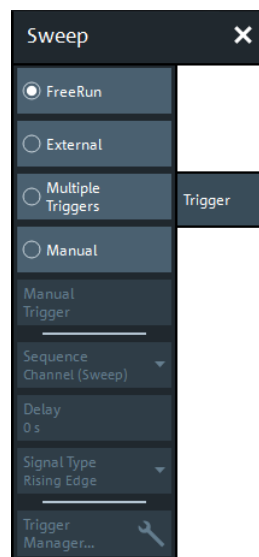 Sweep
FreeRun
External
Multiple
Triggers
Trigger
Manual
Manual
Trigger
Sequence
Channel (Sweep)
Delay
0 s
Signal Type
Rising Edge
Trigger
Manager...